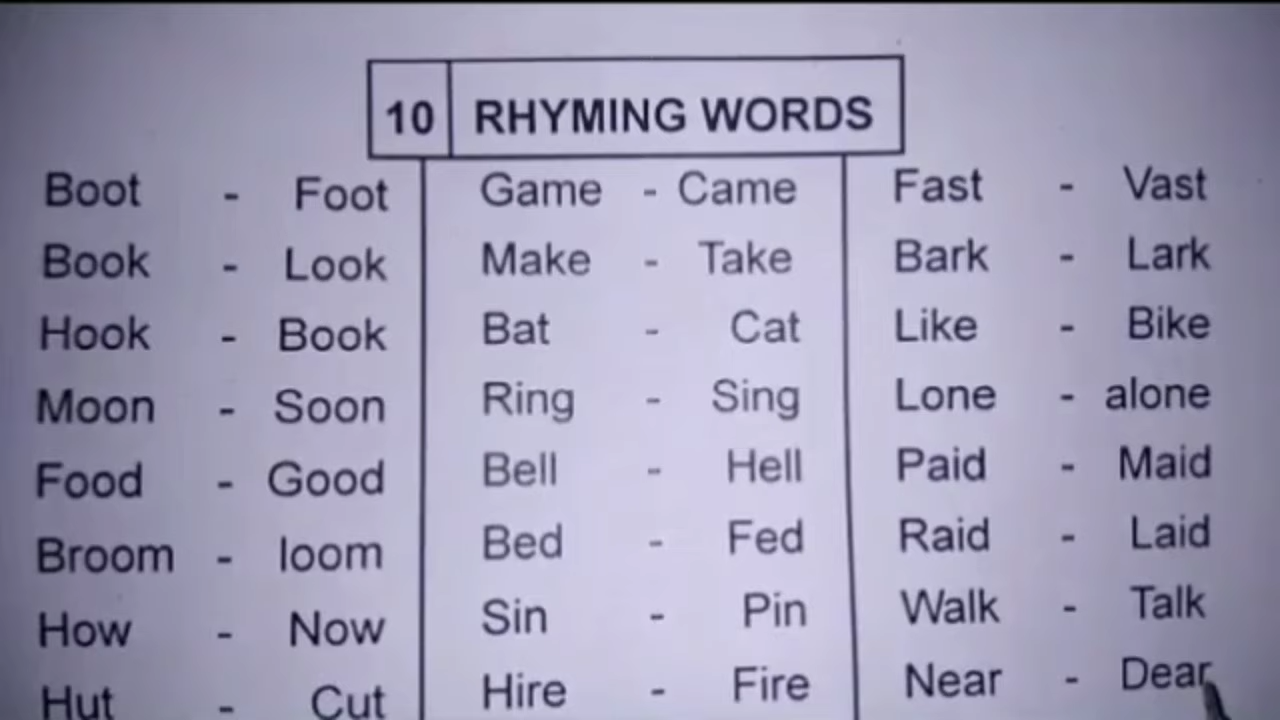 10 RHYMING WORDS
Boot - Foot
Book - Look
Hook - Book
Moon - Soon
Food - Good
Broom - loom
How - Now
Hut - Cut
Game - Came
Make - Take
Bat - Cat
Ring - Sing
Bell - Hell
Bed - Fed
Sin - Pin
Hire - Fire
Fast - Vast
Bark - Lark
Like - Bike
Lone - alone
Paid - Maid
Raid - Laid
Walk - Talk
Near - Dear